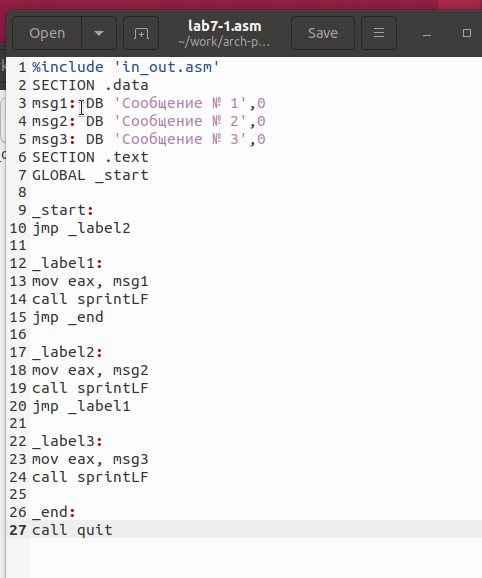 Open
lab7-1.asm
~/work/arch-p...
Save
1 %include 'in_out.asm'
2 SECTION .data
3 msg1: DB 'Сообщение № 1',0
4 msg2: DB 'Сообщение № 2',0
5 msg3: DB 'Сообщение № 3',0
6 SECTION .text
7 GLOBAL _start
8
9 _start:
10 jmp _label2
11
12 _label1:
13 mov eax, msg1
14 call sprintLF
15 jmp _end
16
17 _label2:
18 mov eax, msg2
19 call sprintLF
20 jmp _label1
21
22 _label3:
23 mov eax, msg3
24 call sprintLF
25
26 _end:
27 call quit